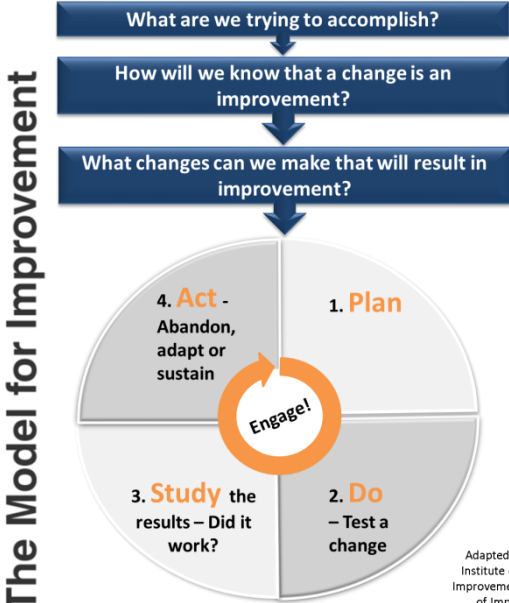 The Model for Improvement
What are we trying to accomplish?
How will we know that a change is an
improvement?
What changes can we make that will result in
improvement?
4. Act -
Abandon,
adapt or
sustain
1. Plan
Engage!
3. Study the
results – Did it
work?
2. Do
– Test a
change
Adapted
Institute
Improveme
of Imp